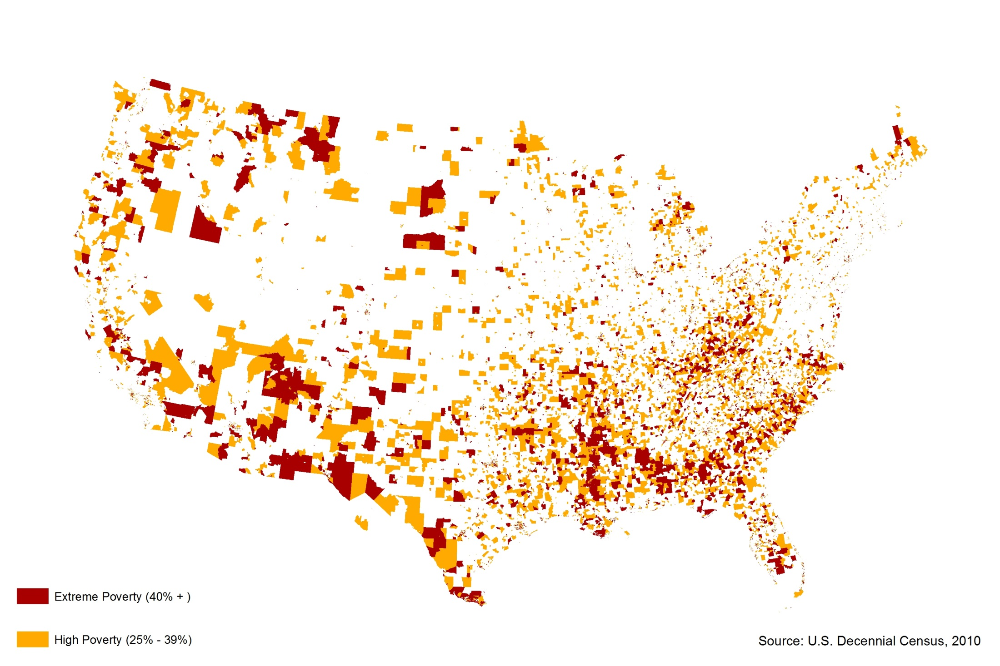 Extreme Poverty (40% + )
High Poverty (25% - 39%)
Source: U.S. Decennial Census, 2010